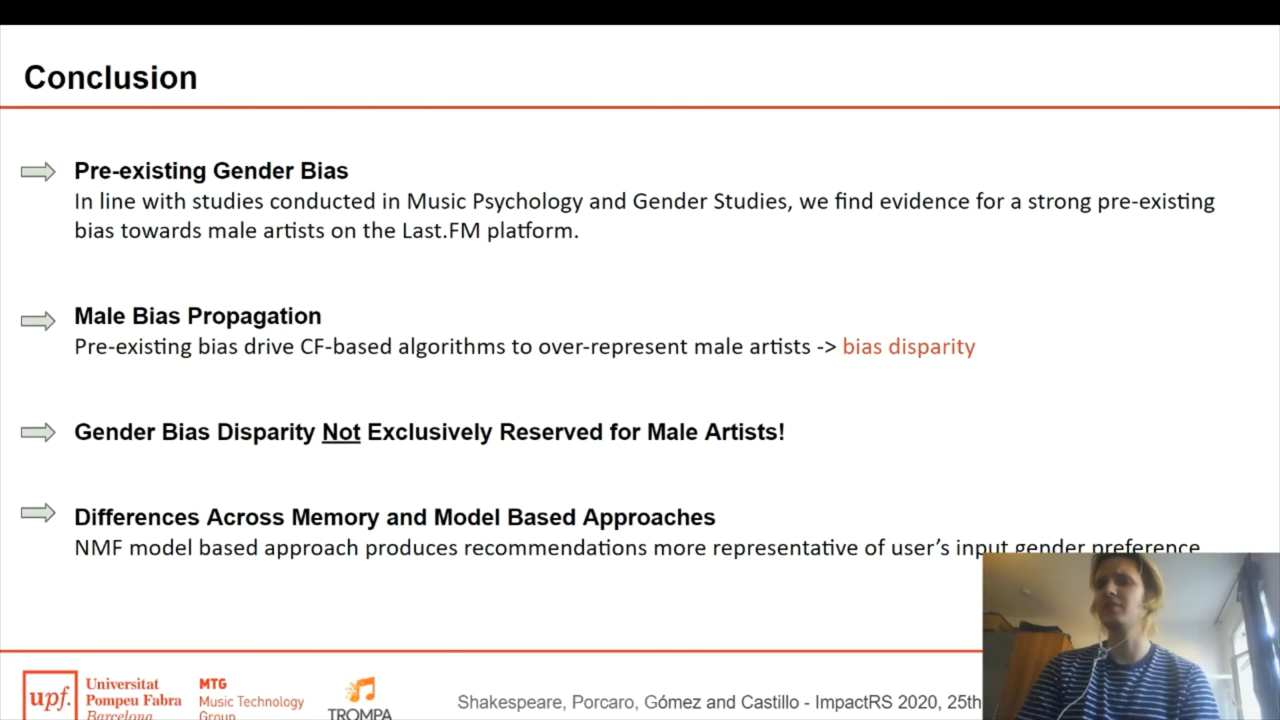 Conclusion
Pre-existing Gender Bias
In line with studies conducted in Music Psychology and Gender Studies, we find evidence for a strong pre-existing
bias towards male artists on the Last.FM platform.
Male Bias Propagation
Pre-existing bias drive CF-based algorithms to over-represent male artists -> bias disparity
Gender Bias Disparity Not Exclusively Reserved for Male Artists!
Differences Across Memory and Model Based Approaches
NMF model based approach produces recommendations more representative of user's input gender preference
upf.
Universitat
Pompeu Fabra
Barcelona
MTG
Music Technology
Group
TROMPA
Shakespeare, Porcaro, Gómez and Castillo - ImpactRS 2020, 25th